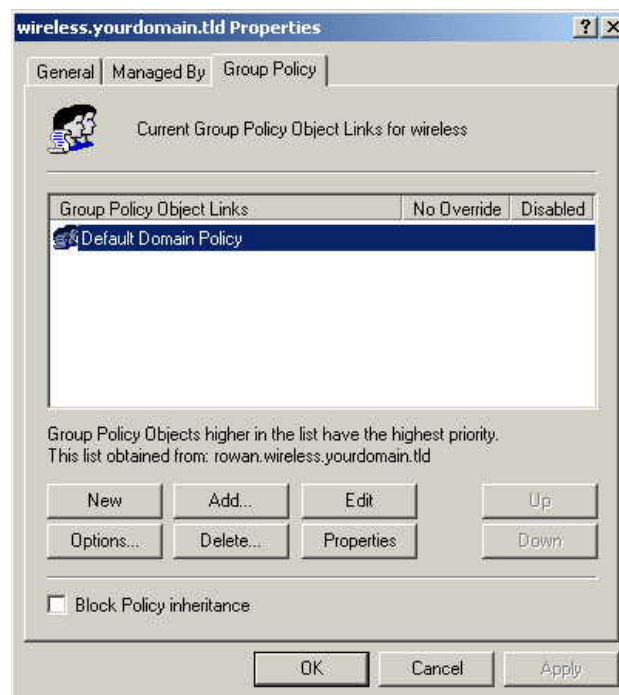 wireless.yourdomain.tld Properties
General Managed By Group Policy
Current Group Policy Object Links for wireless
Group Policy Object Links No Override Disabled
Default Domain Policy
Group Policy Objects higher in the list have the highest priority.
This list obtained from: rowan.wireless.yourdomain.tld
New Add... Edit Up
Options... Delete... Properties Down
Block Policy inheritance
OK Cancel Apply